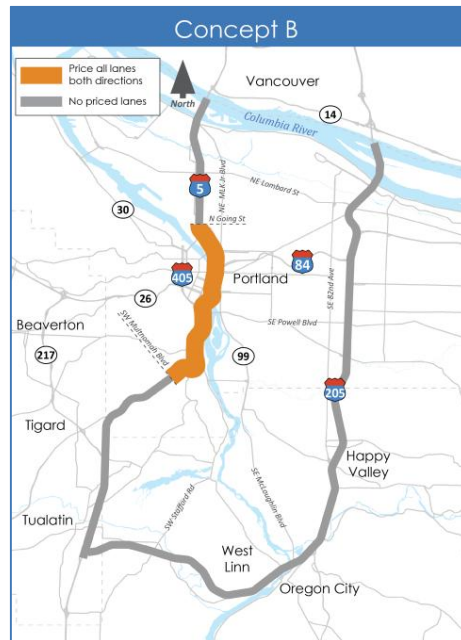 Concept B
Price all lanes
both directions
No priced lanes
North
Vancouver
14
Columbia River
5
NE MLK Jr Blvd
NE Lombard St
N Going St
30
405
84
Portland
26
SE 82nd Ave
Beaverton
SW Multnomah Blvd
SE Powell Blvd
217
99
205
Tigard
Happy
Valley
SW Stafford Rd
SE McLoughlin Blvd
Tualatin
West
Linn
Oregon City